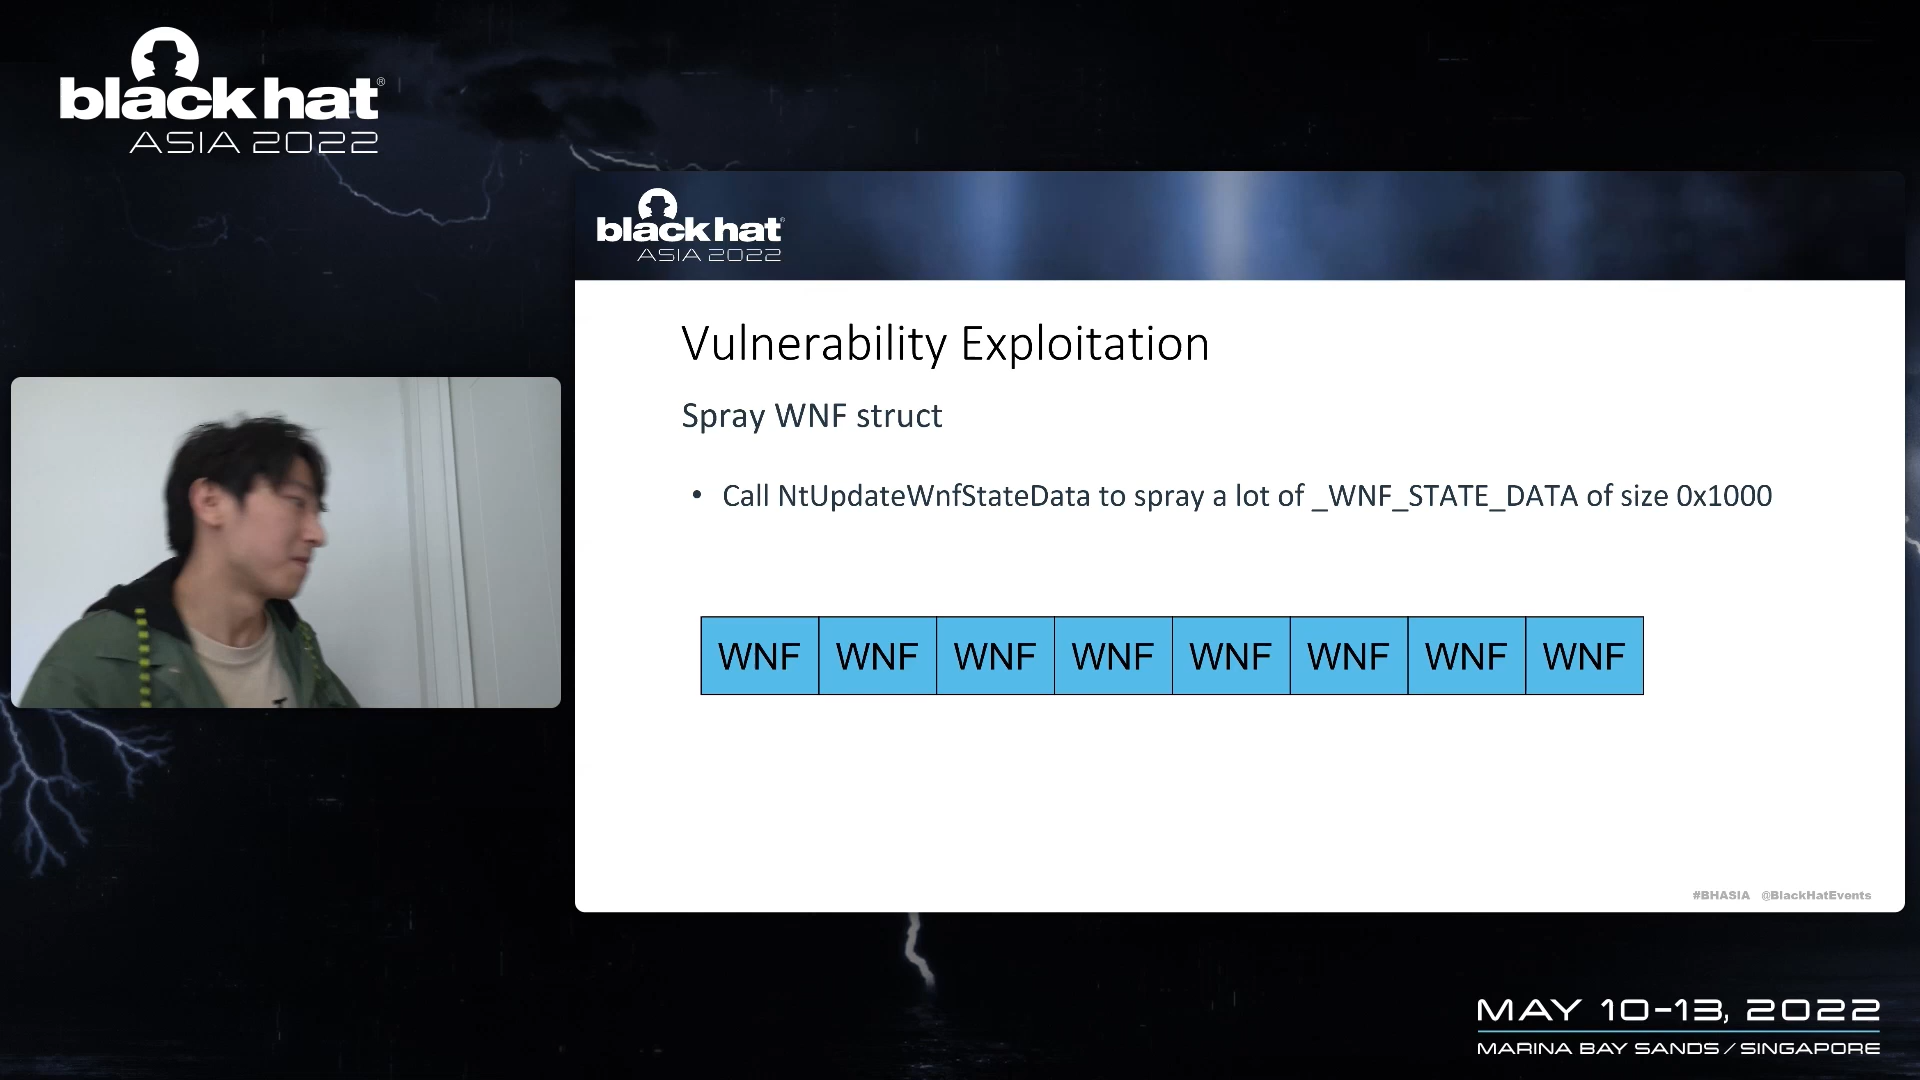 black hat®
ASIA 2022
black hat®
ASIA 2022
Vulnerability Exploitation
Spray WNF struct
• Call NtUpdateWnfStateData to spray a lot of _WNF_STATE_DATA of size 0x1000
WNF WNF WNF WNF WNF WNF WNF WNF
#BHASIA @BlackHatEvents
MAY 10-13, 2022
MARINA BAY SANDS / SINGAPORE